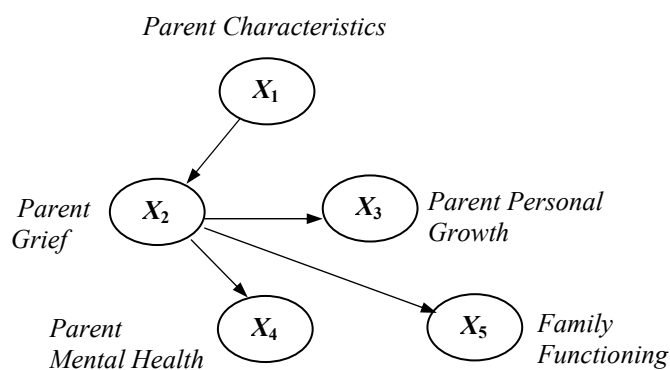 Parent Characteristics
X1
Parent
Grief
X2
X3
Parent Personal
Growth
Parent
Mental Health
X4
X5
Family
Functioning